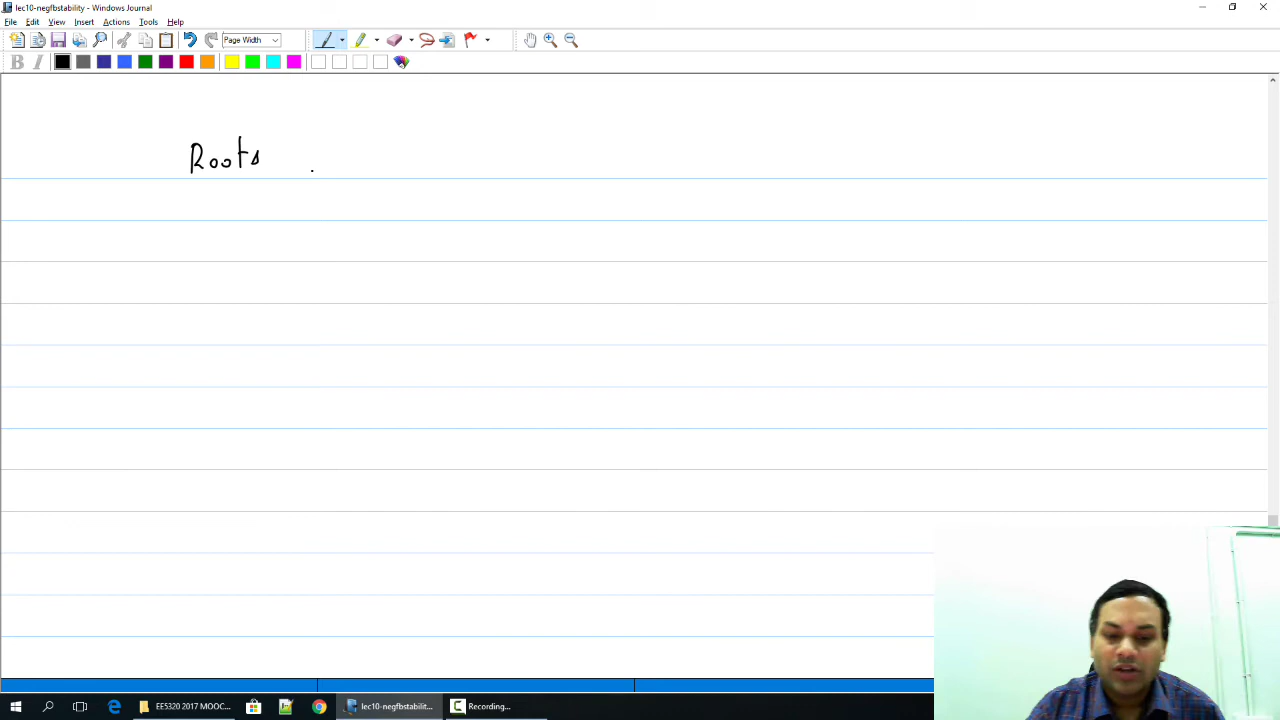 lec10-negfbstability - Windows Journal
File Edit View Insert Actions Tools Help
Page Width
B I
Roots .
EE5320 2017 MOOC... lec10-negfbstabilit... Recording...